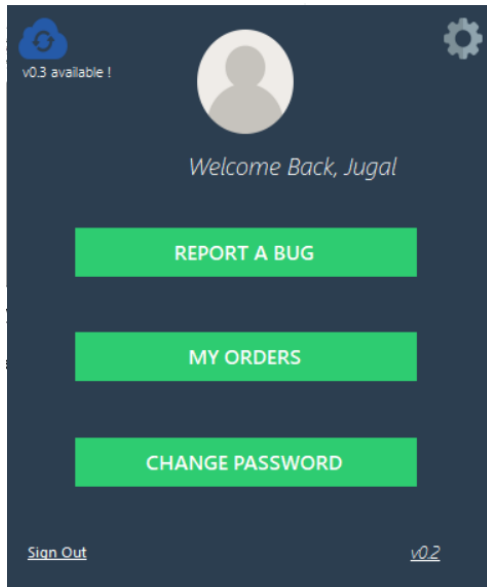 v0.3 available !
Welcome Back, Jugal
REPORT A BUG
MY ORDERS
CHANGE PASSWORD
Sign Out
v0.2